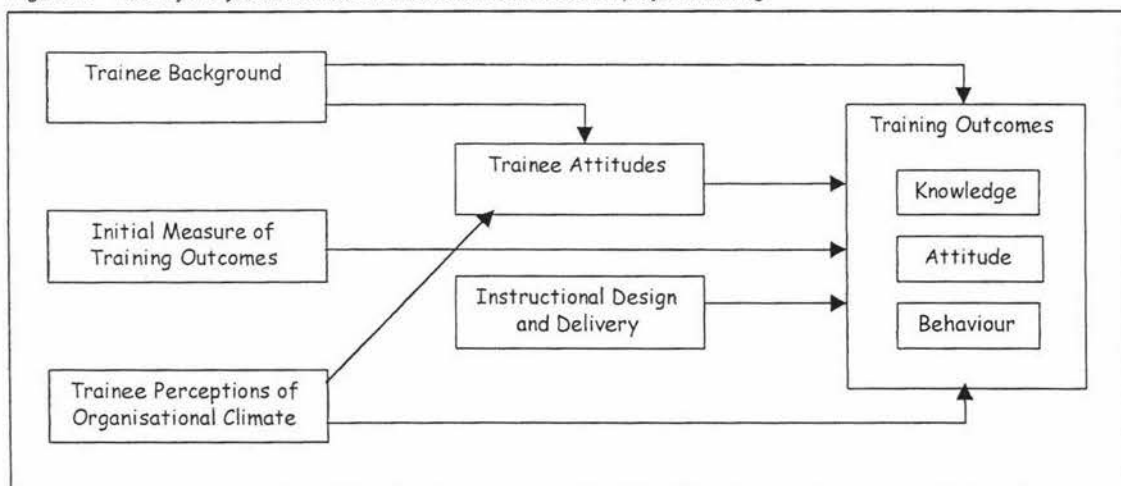 Trainee Background
Training Outcomes
Trainee Attitudes
Knowledge
Initial Measure of
Training Outcomes
Attitude
Instructional Design
and Delivery
Behaviour
Trainee Perceptions of
Organisational Climate